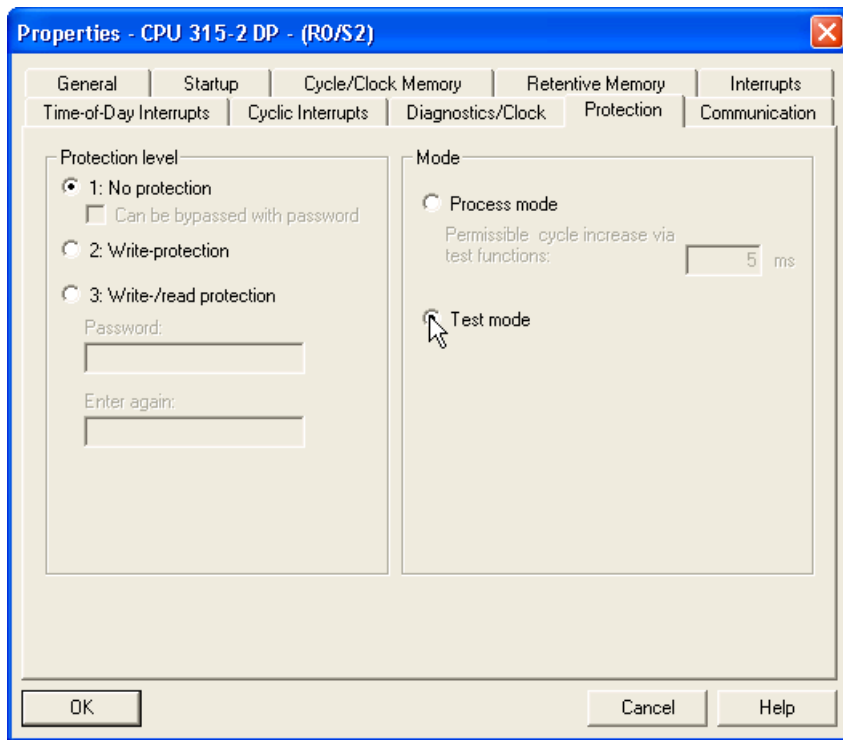 Properties - CPU 315-2 DP - (R0/S2)
General Startup Cycle/Clock Memory Retentive Memory Interrupts
Time-of-Day Interrupts Cyclic Interrupts Diagnostics/Clock Protection Communication
Protection level
1: No protection
Can be bypassed with password
2: Write-protection
3: Write-/read protection
Password:
Enter again:
Mode
Process mode
Permissible cycle increase via
test functions:
5 ms
Test mode
OK Cancel Help